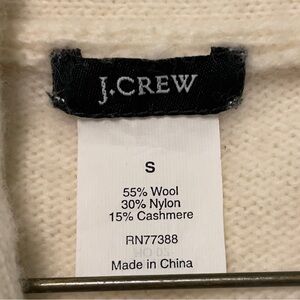 J.CREW
S
55% Wool
30% Nylon
15% Cashmere
RN77388
Made in China